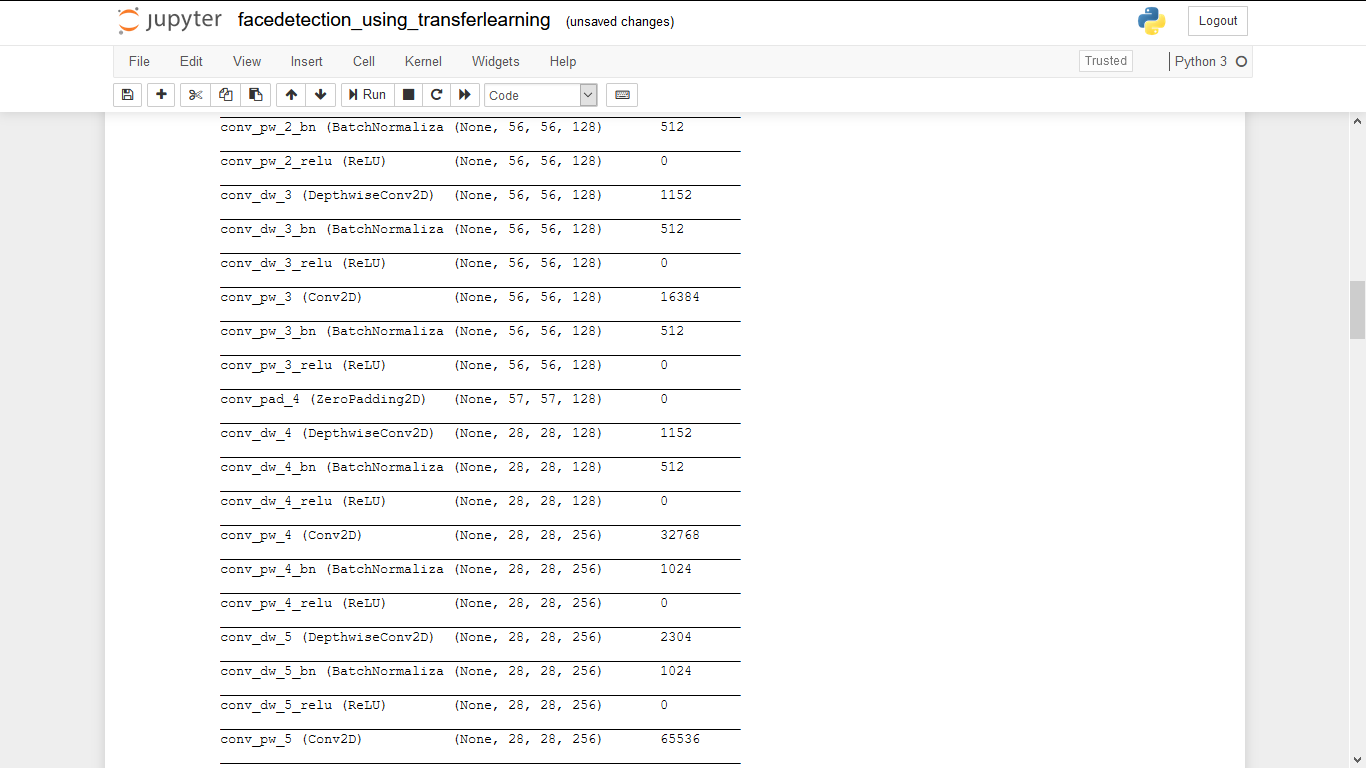 jupyter facedetection_using_transferlearning (unsaved changes) Logout
File Edit View Insert Cell Kernel Widgets Help Trusted Python 3
Run Code
conv_pw_2_bn (BatchNormaliza (None, 56, 56, 128) 512
conv_pw_2_relu (ReLU) (None, 56, 56, 128) 0
conv_dw_3 (DepthwiseConv2D) (None, 56, 56, 128) 1152
conv_dw_3_bn (BatchNormaliza (None, 56, 56, 128) 512
conv_dw_3_relu (ReLU) (None, 56, 56, 128) 0
conv_pw_3 (Conv2D) (None, 56, 56, 128) 16384
conv_pw_3_bn (BatchNormaliza (None, 56, 56, 128) 512
conv_pw_3_relu (ReLU) (None, 56, 56, 128) 0
conv_pad_4 (ZeroPadding2D) (None, 57, 57, 128) 0
conv_dw_4 (DepthwiseConv2D) (None, 28, 28, 128) 1152
conv_dw_4_bn (BatchNormaliza (None, 28, 28, 128) 512
conv_dw_4_relu (ReLU) (None, 28, 28, 128) 0
conv_pw_4 (Conv2D) (None, 28, 28, 256) 32768
conv_pw_4_bn (BatchNormaliza (None, 28, 28, 256) 1024
conv_pw_4_relu (ReLU) (None, 28, 28, 256) 0
conv_dw_5 (DepthwiseConv2D) (None, 28, 28, 256) 2304
conv_dw_5_bn (BatchNormaliza (None, 28, 28, 256) 1024
conv_dw_5_relu (ReLU) (None, 28, 28, 256) 0
conv_pw_5 (Conv2D) (None, 28, 28, 256) 65536